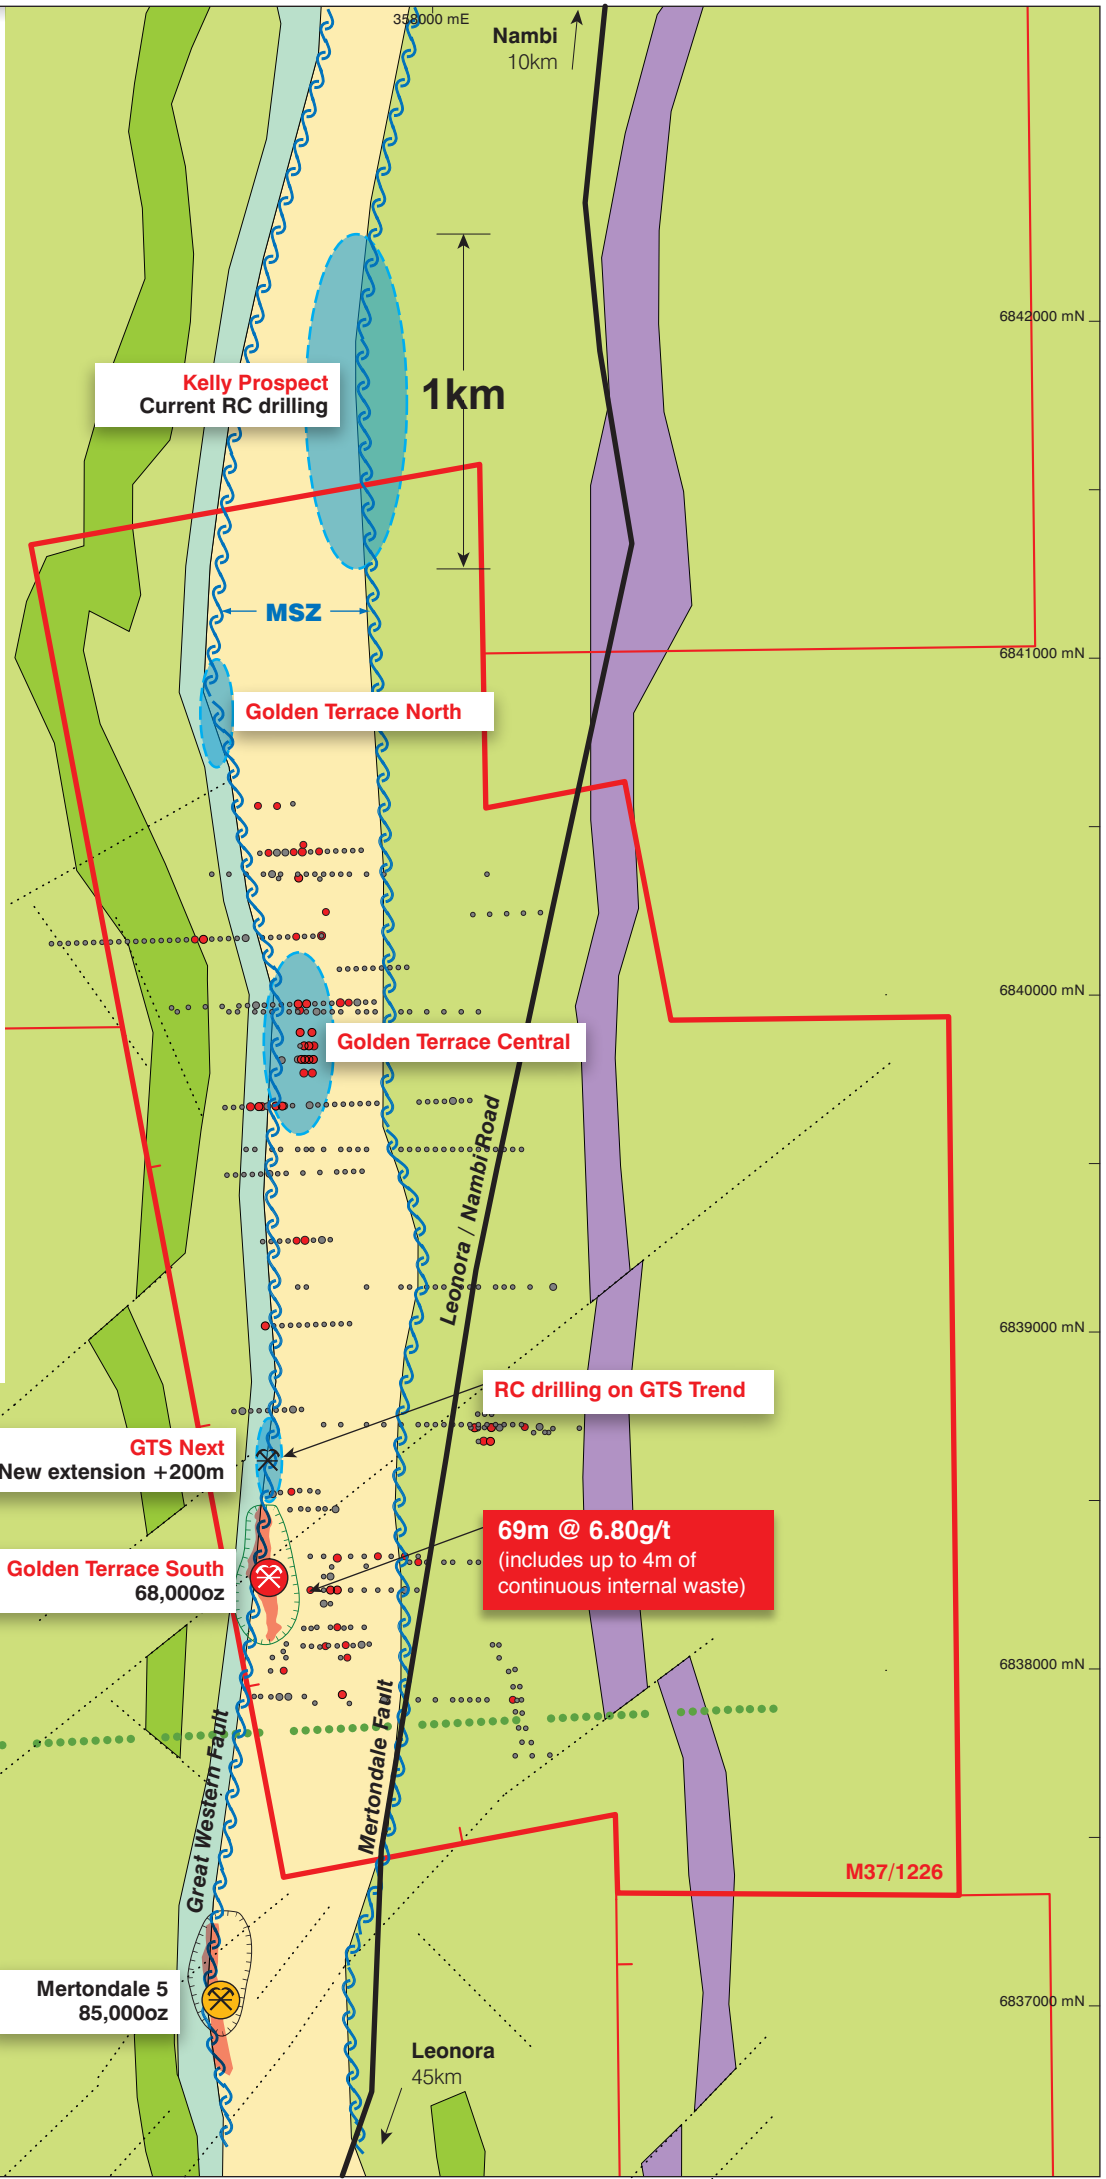 358000 mE
Nambi
10km
6842000 mN
Kelly Prospect
Current RC drilling
1km
MSZ
6841000 mN
Golden Terrace North
6840000 mN
Golden Terrace Central
Leonora / Nambi Road
6839000 mN
RC drilling on GTS Trend
GTS Next
New extension +200m
69m @ 6.80g/t
(includes up to 4m of
continuous internal waste)
Golden Terrace South
68,000oz
6838000 mN
Great Western Fault
Mertondale Fault
M37/1226
Mertondale 5
85,000oz
6837000 mN
Leonora
45km